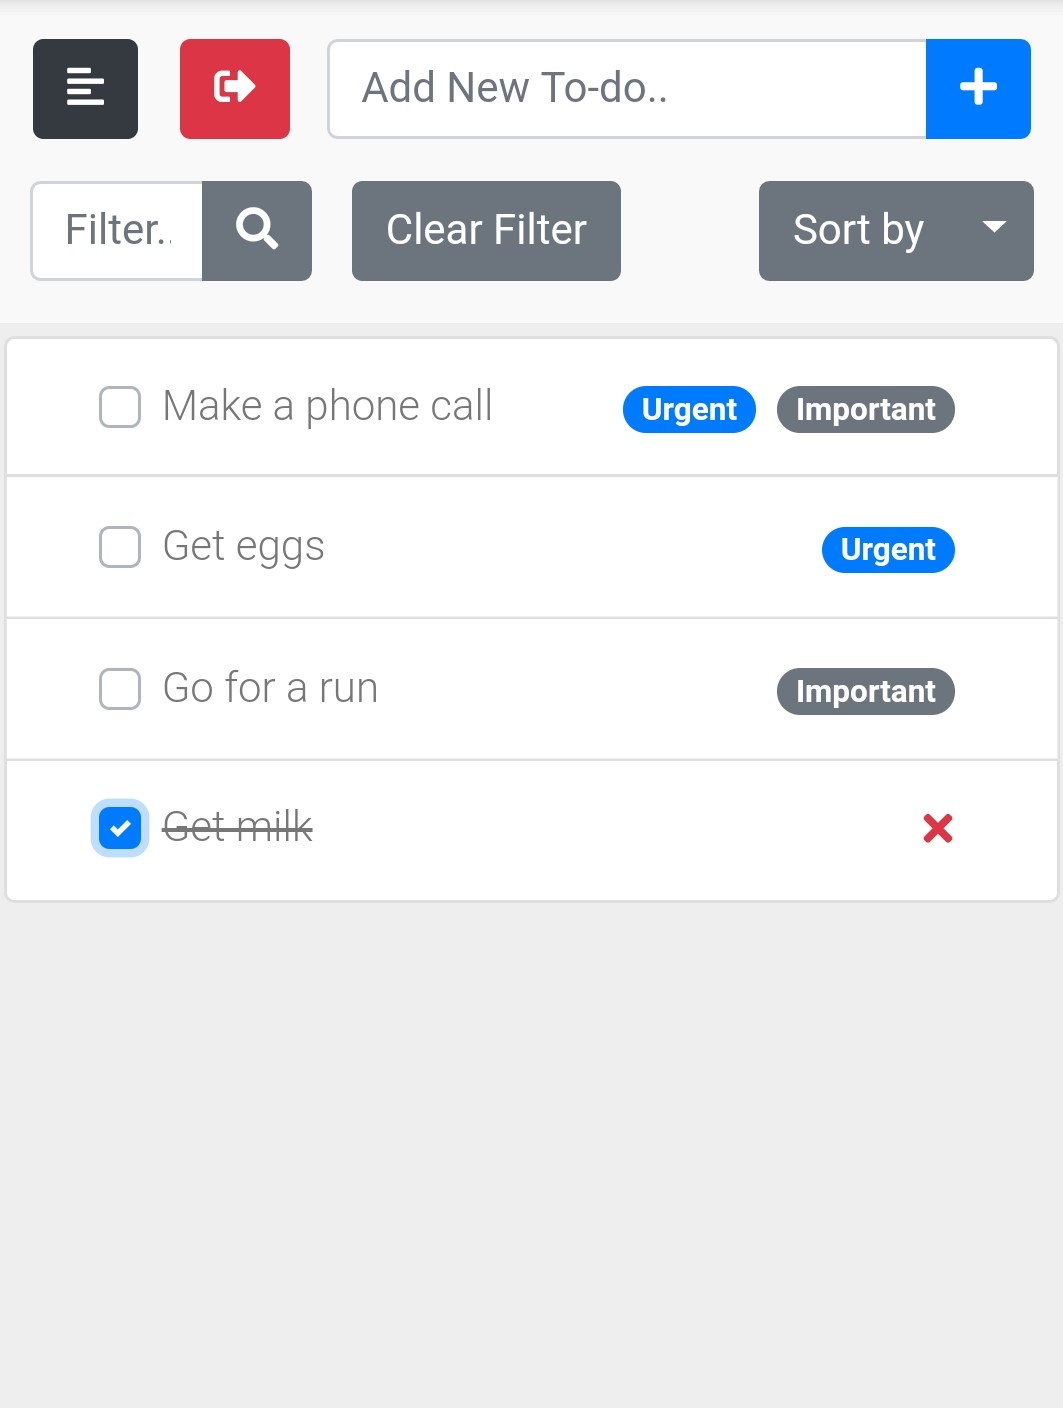 Add New To-do..
Filter..
Clear Filter
Sort by
Make a phone call Urgent Important
Get eggs Urgent
Go for a run Important
Get milk